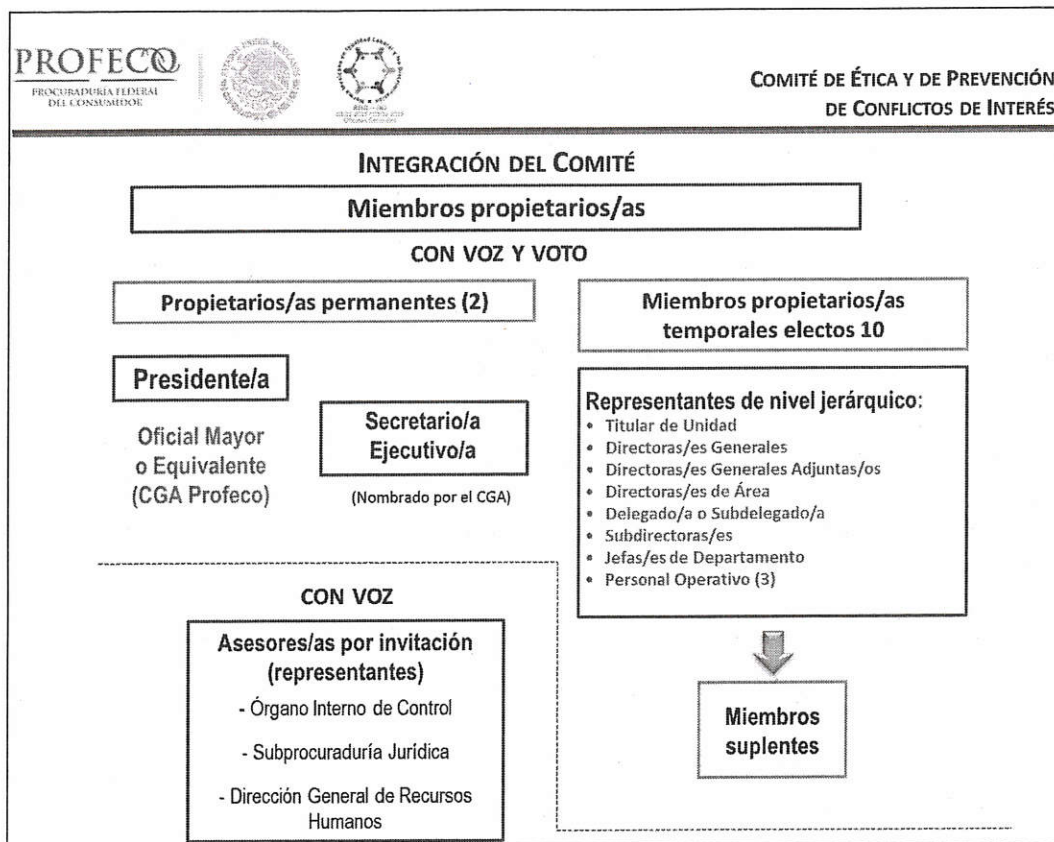 PROFECO
PROCURADURÍA FEDERAL
DEL CONSUMIDOR
ESTADOS UNIDOS MEXICANOS
COMITÉ DE ÉTICA Y DE PREVENCIÓN
DE CONFLICTOS DE INTERÉS
INTEGRACIÓN DEL COMITÉ
Miembros propietarios/as
CON VOZ Y VOTO
Propietarios/as permanentes (2)
Presidente/a
Oficial Mayor
o Equivalente
(CGA Profeco)
Secretario/a
Ejecutivo/a
(Nombrado por el CGA)
Miembros propietarios/as
temporales electos 10
Representantes de nivel jerárquico:
• Titular de Unidad
• Directoras/es Generales
• Directoras/es Generales Adjuntas/os
• Directoras/es de Área
• Delegado/a o Subdelegado/a
• Subdirectoras/es
• Jefas/es de Departamento
• Personal Operativo (3)
Miembros
suplentes
CON VOZ
Asesores/as por invitación
(representantes)
- Órgano Interno de Control
- Subprocuraduría Jurídica
- Dirección General de Recursos
Humanos